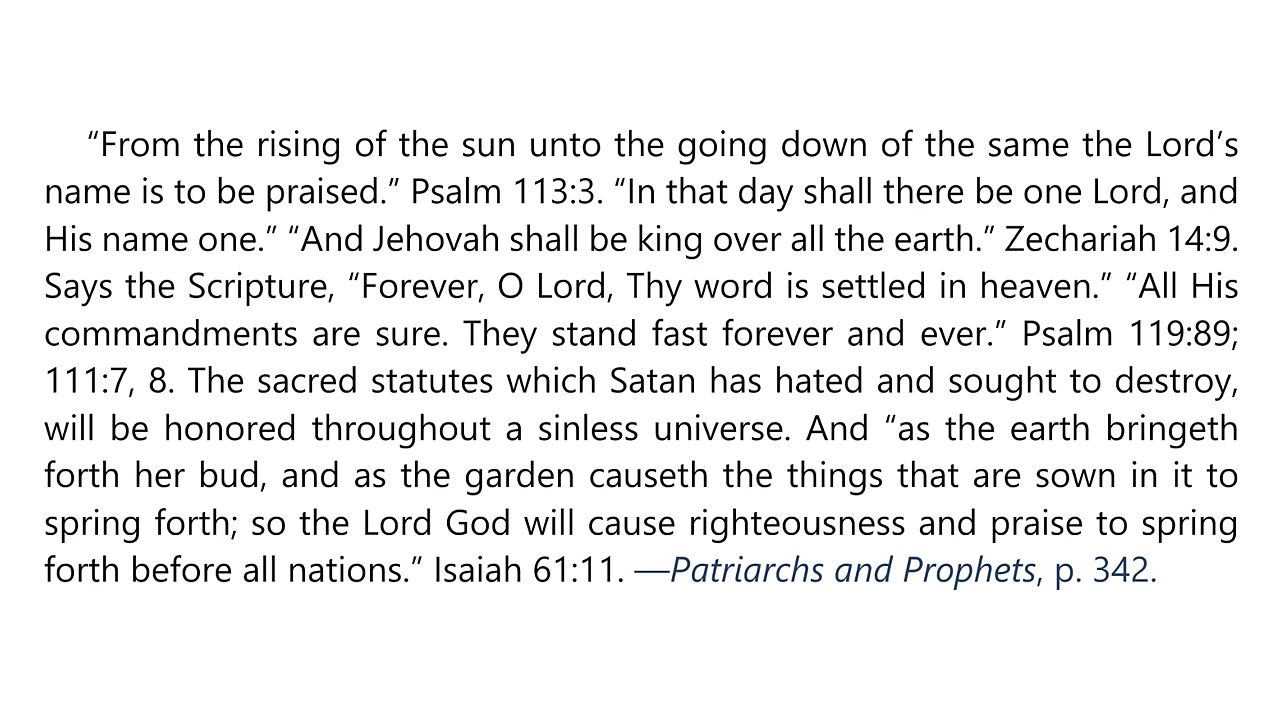 “From the rising of the sun unto the going down of the same the Lord’s
name is to be praised.” Psalm 113:3. “In that day shall there be one Lord, and
His name one.” “And Jehovah shall be king over all the earth.” Zechariah 14:9.
Says the Scripture, “Forever, O Lord, Thy word is settled in heaven.” “All His
commandments are sure. They stand fast forever and ever.” Psalm 119:89;
111:7, 8. The sacred statutes which Satan has hated and sought to destroy,
will be honored throughout a sinless universe. And “as the earth bringeth
forth her bud, and as the garden causeth the things that are sown in it to
spring forth; so the Lord God will cause righteousness and praise to spring
forth before all nations.” Isaiah 61:11. —Patriarchs and Prophets, p. 342.